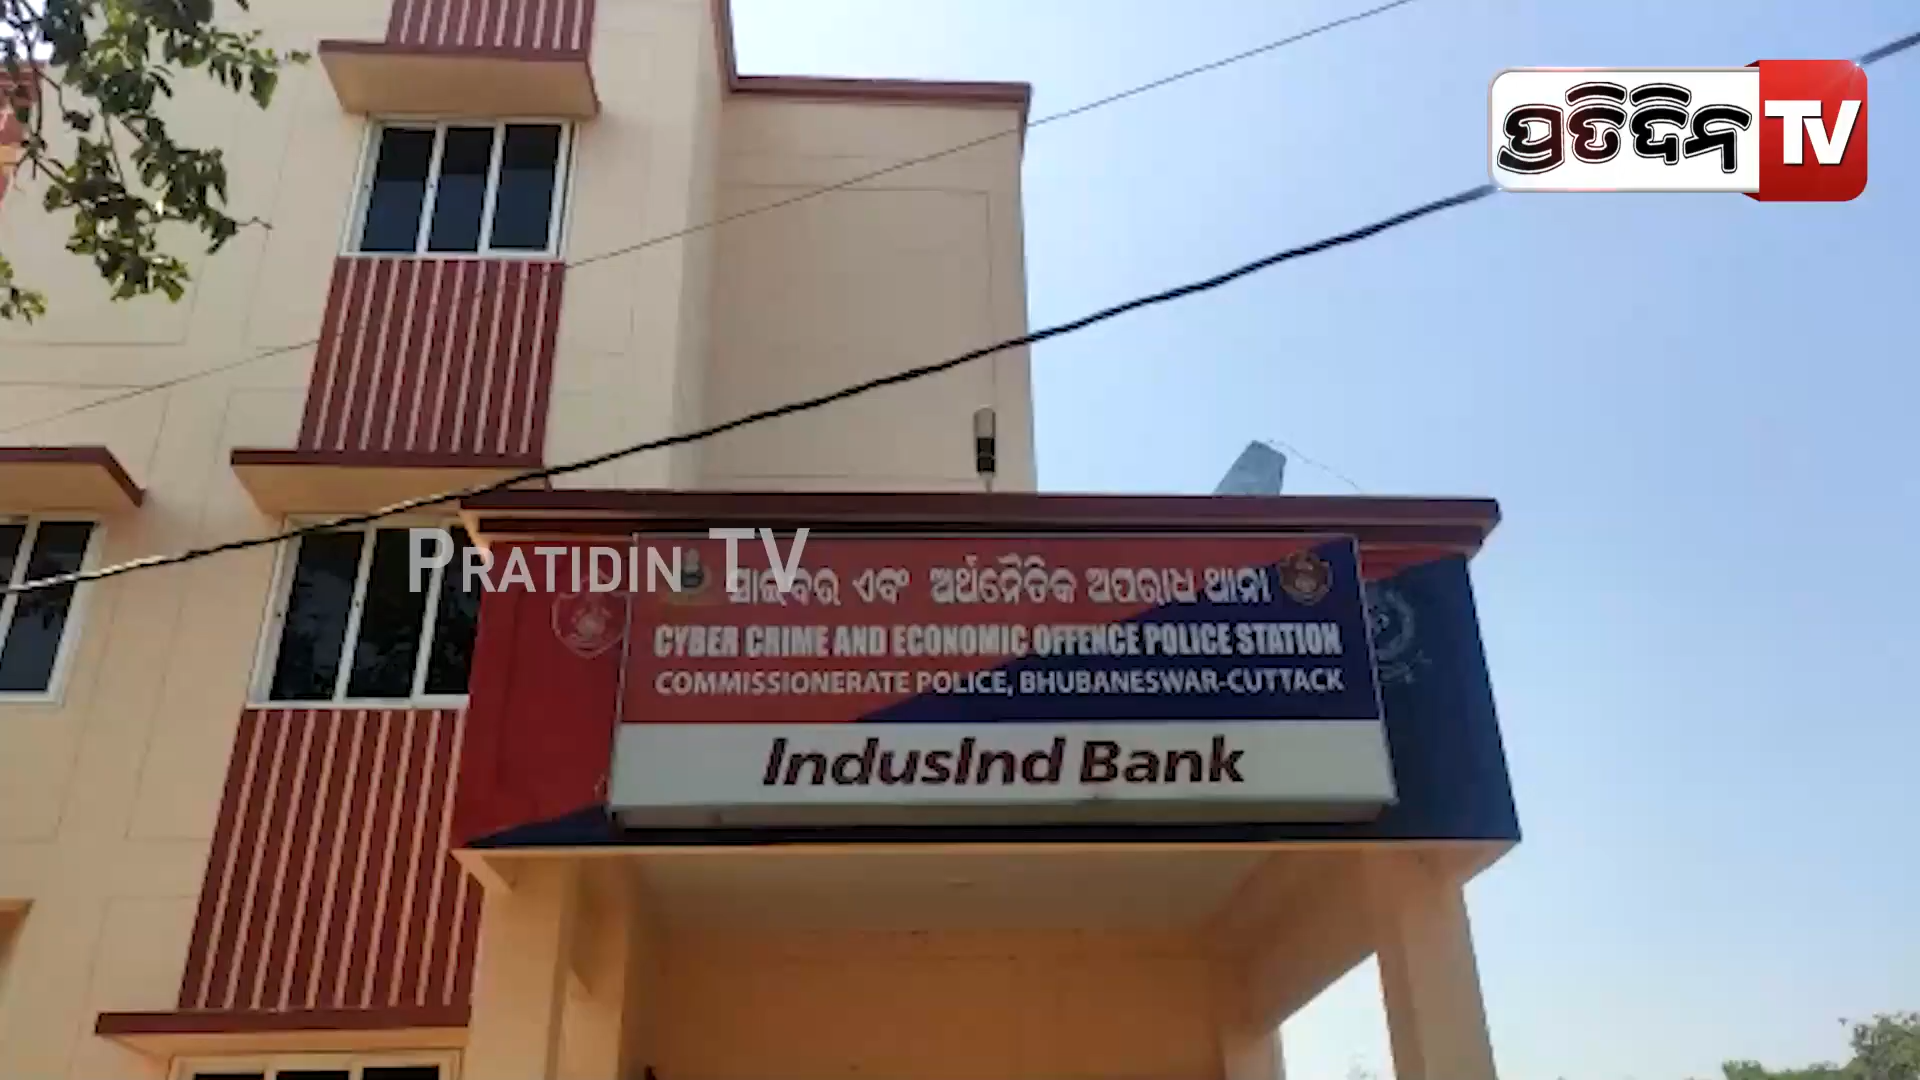 ପ୍ରତିଦିନ TV
PRATIDIN TV
ସାଇବର ଏବଂ ଅର୍ଥନୈତିକ ଅପରାଧ ଥାନା
CYBER CRIME AND ECONOMIC OFFENCE POLICE STATION
COMMISSIONERATE POLICE, BHUBANESWAR-CUTTACK
IndusInd Bank